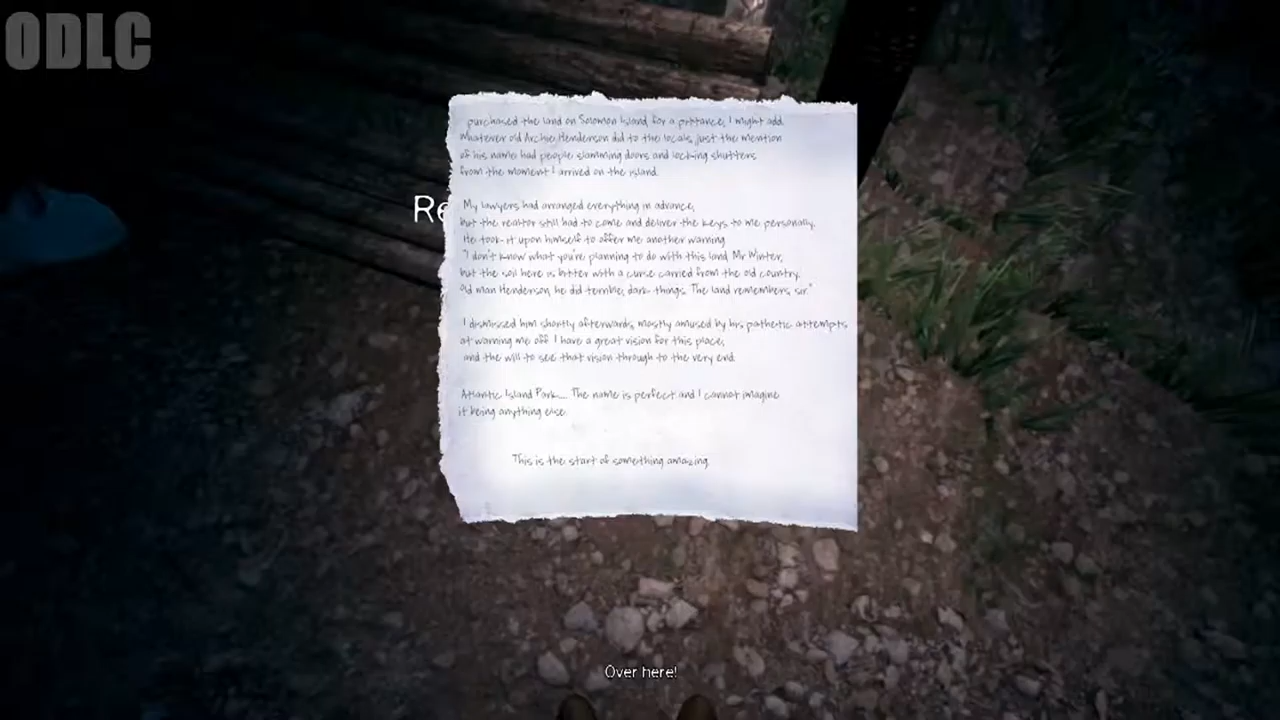 ODLC
Re
purchased the land on Solomon Island, for a pittance, I might add.
Whatever old Archie Henderson did to the locals, just the mention
of his name had people slamming doors and locking shutters
from the moment I arrived on the island.
My lawyers had arranged everything in advance,
but the realtor still had to come and deliver the keys to me personally.
He took it upon himself to offer me another warning.
"I don't know what you're planning to do with this land, Mr Winter,
but the soil here is bitter with a curse carried from the old country.
Old man Henderson, he did terrible, dark things. The land remembers, sir."
I dismissed him shortly afterwards, mostly amused by his pathetic attempts
at warning me off. I have a great vision for this place,
and the will to see that vision through to the very end.
Atlantic Island Park.... The name is perfect and I cannot imagine
it being anything else.
This is the start of something amazing.
Over here!